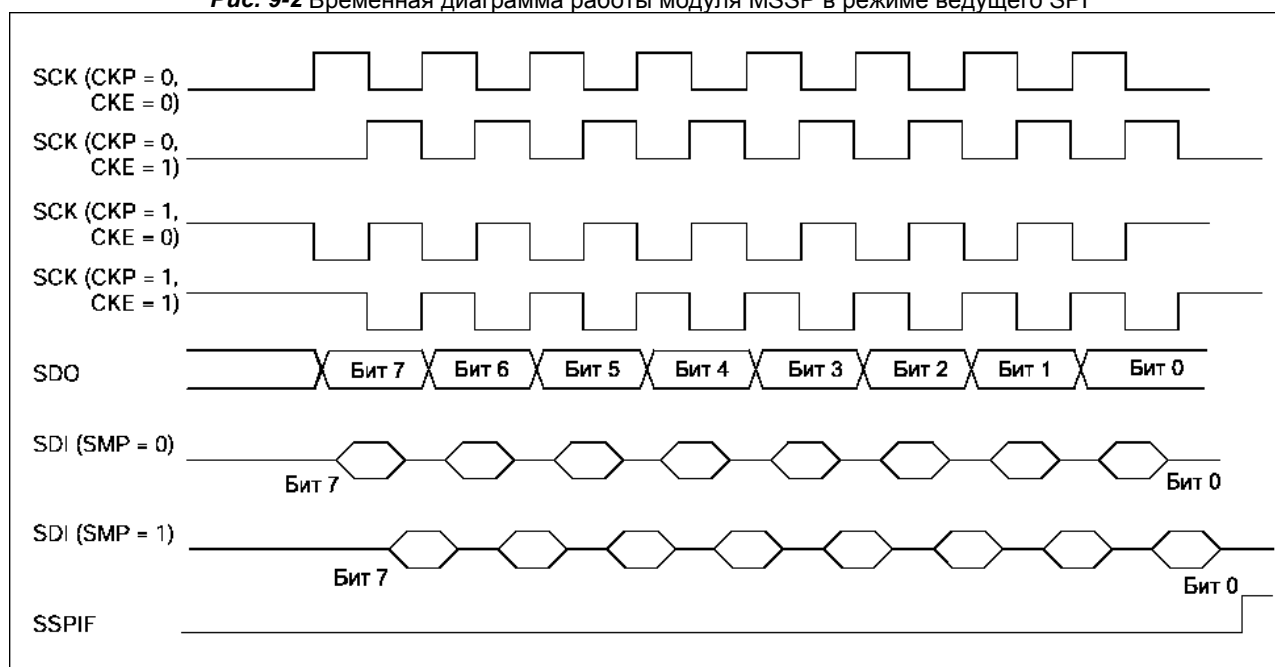 Рис. 9-2 Временная диаграмма работы модуля MSSP в режиме ведущего SPI
SCK (CKP = 0,
CKE = 0)
SCK (CKP = 0,
CKE = 1)
SCK (CKP = 1,
CKE = 0)
SCK (CKP = 1,
CKE = 1)
SDO
Бит 7 Бит 6 Бит 5 Бит 4 Бит 3 Бит 2 Бит 1 Бит 0
SDI (SMP = 0)
Бит 7 Бит 0
SDI (SMP = 1)
Бит 7 Бит 0
SSPIF